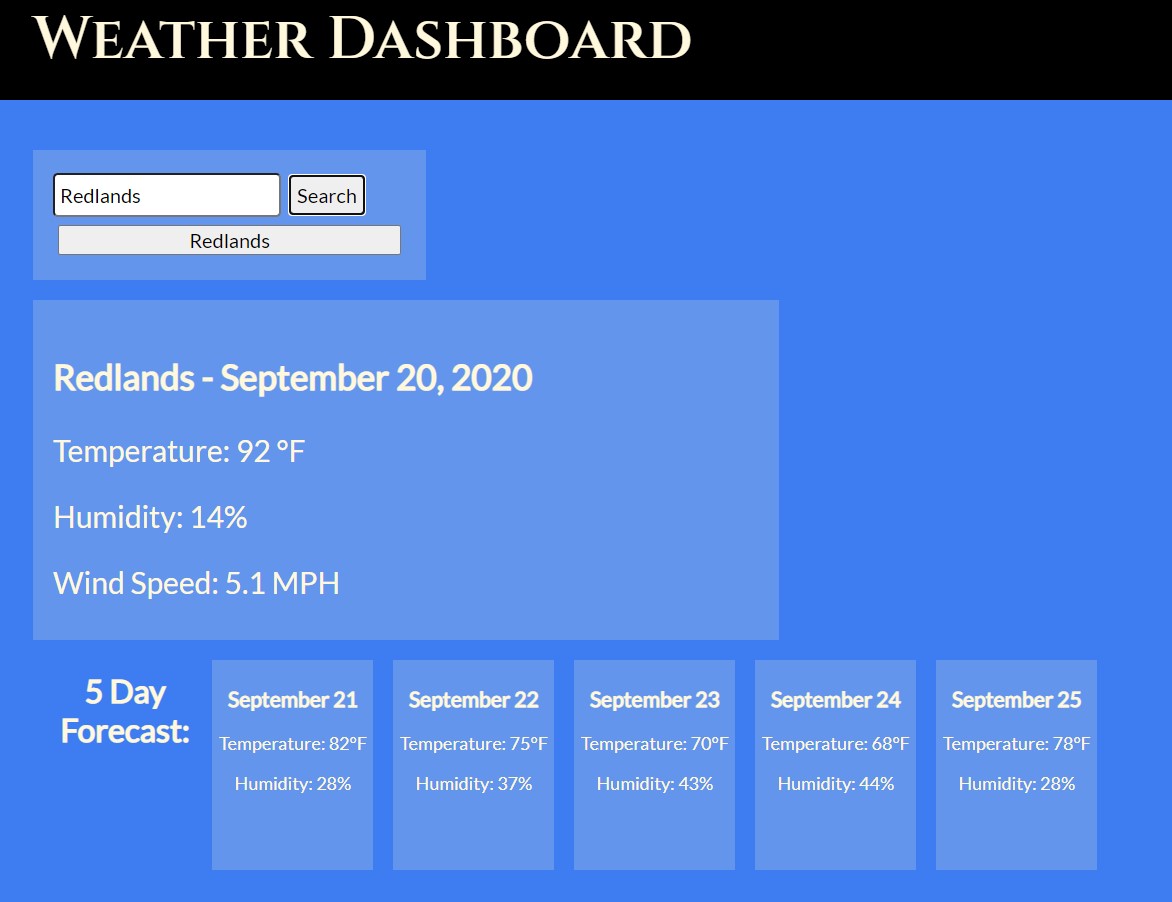 Weather Dashboard
Redlands Search
Redlands
Redlands - September 20, 2020
Temperature: 92 °F
Humidity: 14%
Wind Speed: 5.1 MPH
5 Day
Forecast:
September 21
Temperature: 82°F
Humidity: 28%
September 22
Temperature: 75°F
Humidity: 37%
September 23
Temperature: 70°F
Humidity: 43%
September 24
Temperature: 68°F
Humidity: 44%
September 25
Temperature: 78°F
Humidity: 28%